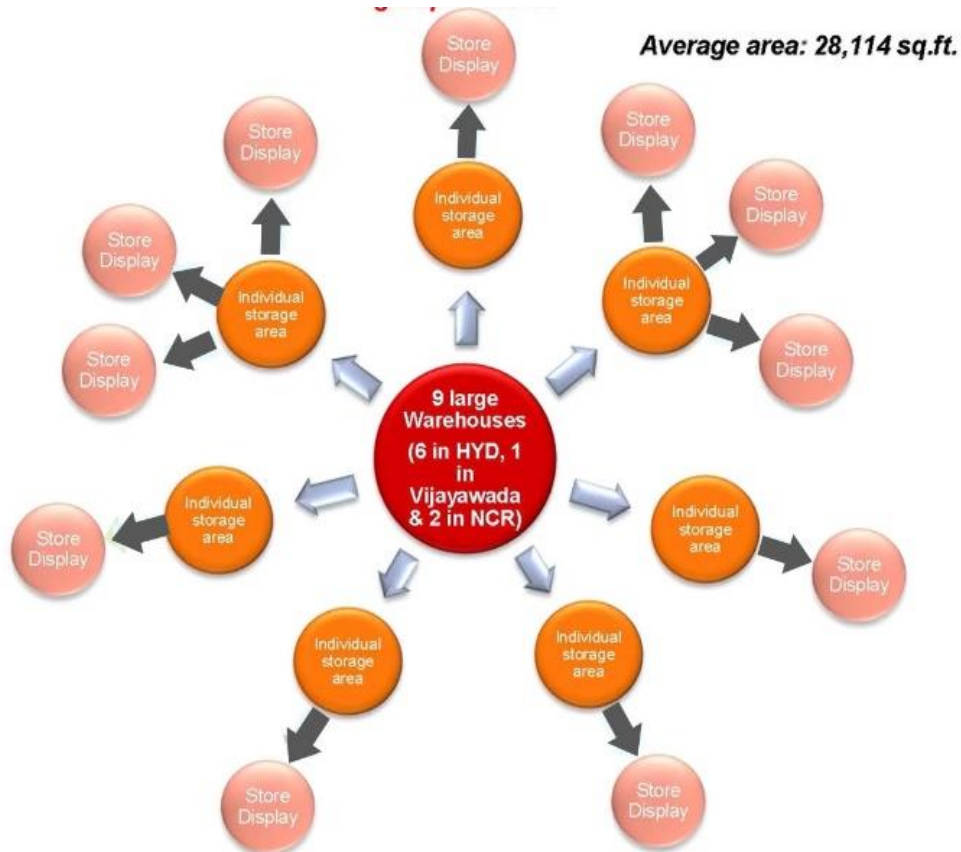 Average area: 28,114 sq.ft.
Store
Display
Store
Display
Store
Display
Store
Display
Individual
storage
area
Store
Display
Store
Display
Individual
storage
area
Individual
storage
area
Store
Display
Store
Display
9 large
Warehouses
(6 in HYD, 1
in
Vijayawada
& 2 in NCR)
Individual
storage
area
Individual
storage
area
Store
Display
Store
Display
Individual
storage
area
Individual
storage
area
Store
Display
Store
Display